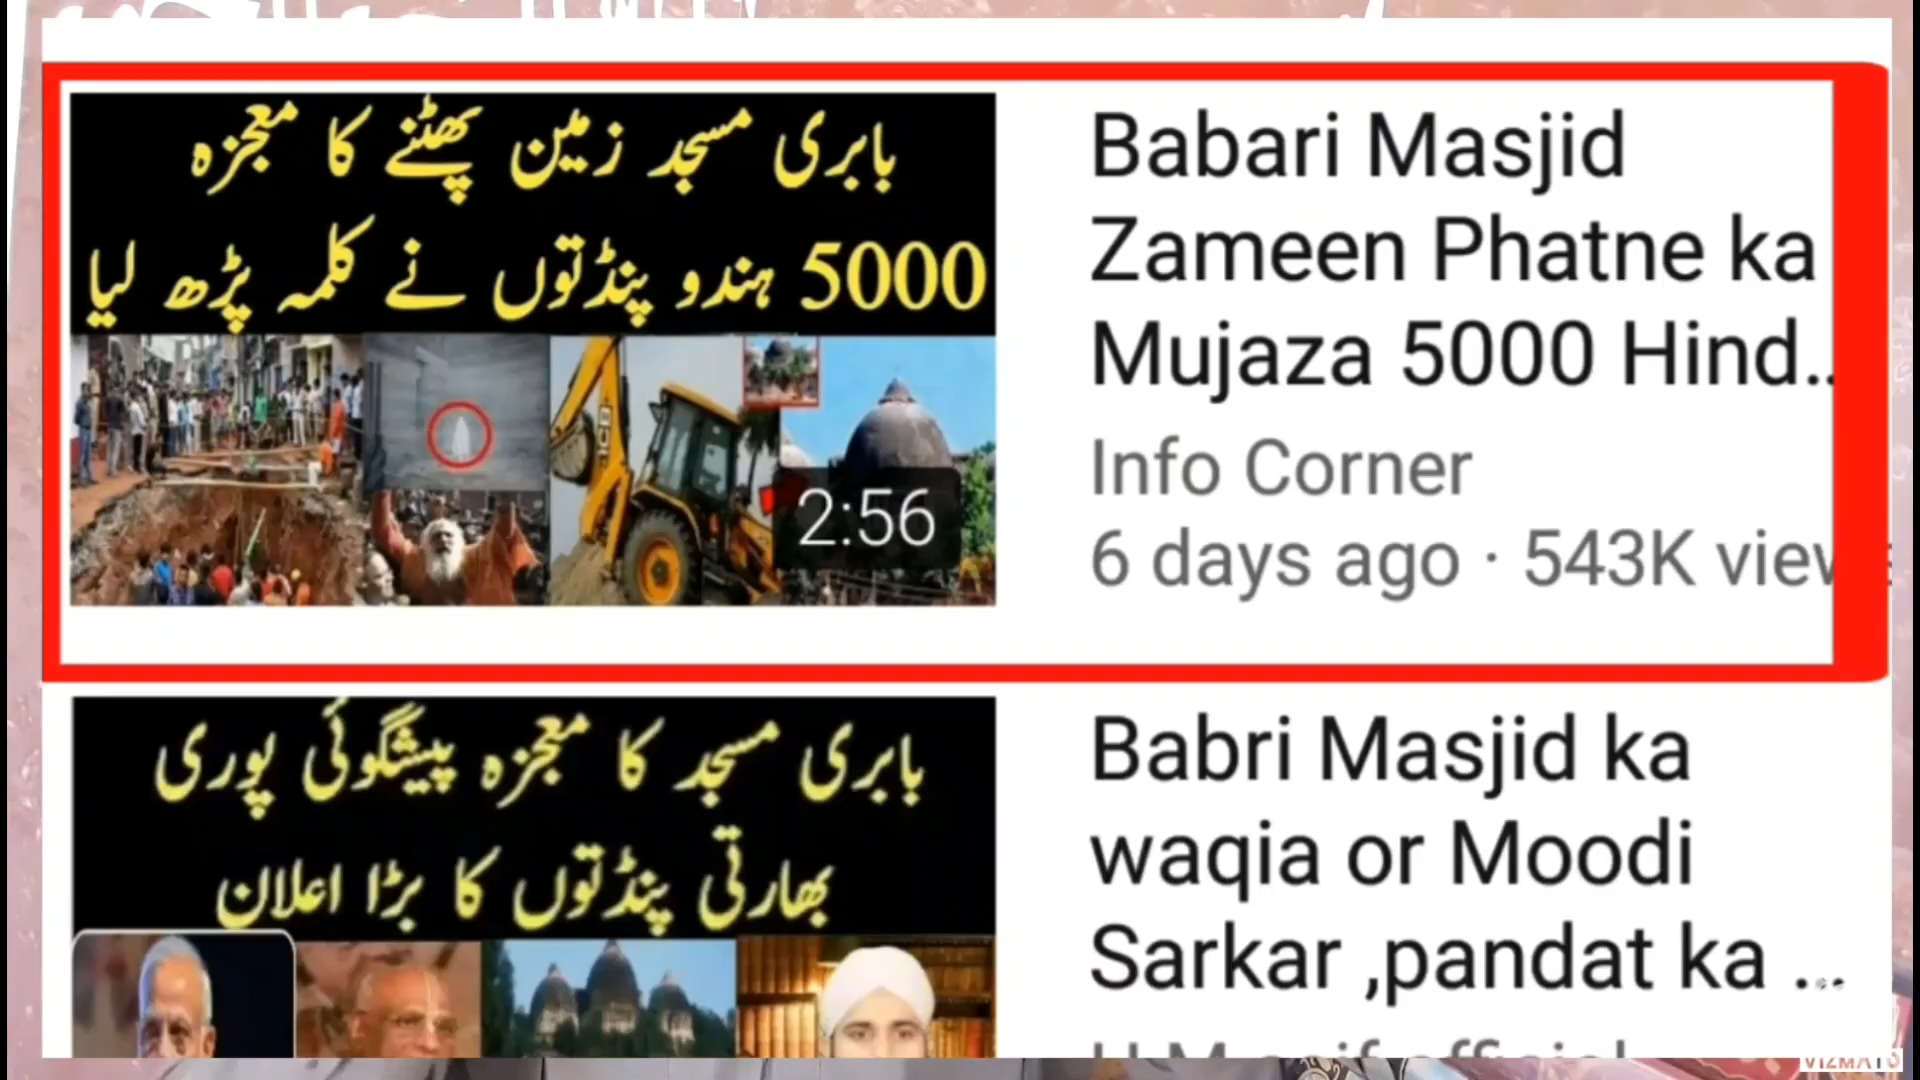 بابری مسجد زمین پھٹنے کا معجزہ
5000 ہندو پنڈتوں نے کلمہ پڑھ لیا
2:56
Babari Masjid
Zameen Phatne ka
Mujaza 5000 Hind..
Info Corner
6 days ago · 543K views
بابری مسجد کا معجزہ پیشگوئی پوری
بھارتی پنڈتوں کا بڑا اعلان
Babri Masjid ka
waqia or Moodi
Sarkar ,pandat ka ...
VIZMATO